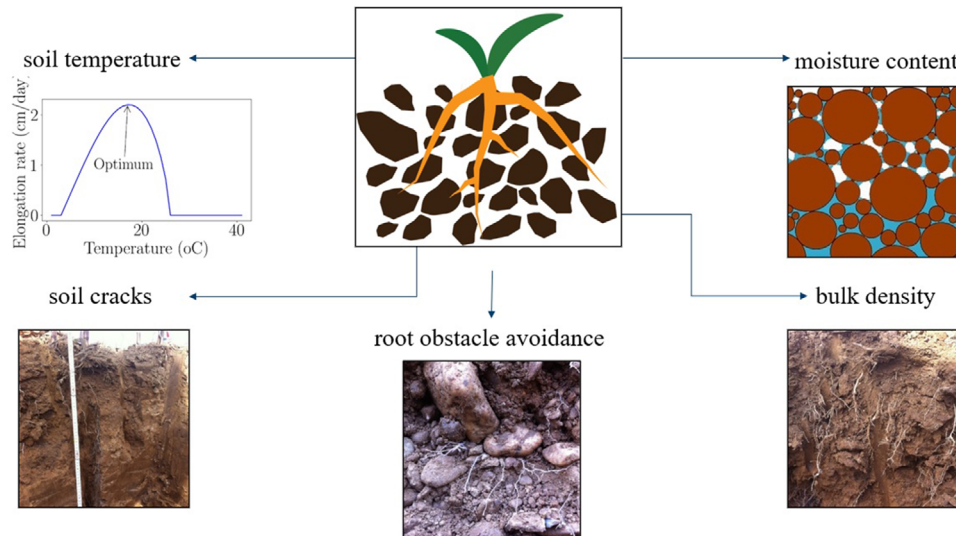 soil temperature
moisture content
Elongation rate (cm/day)
2
1
0
Optimum
0
20
40
Temperature (oC)
soil cracks
bulk density
root obstacle avoidance